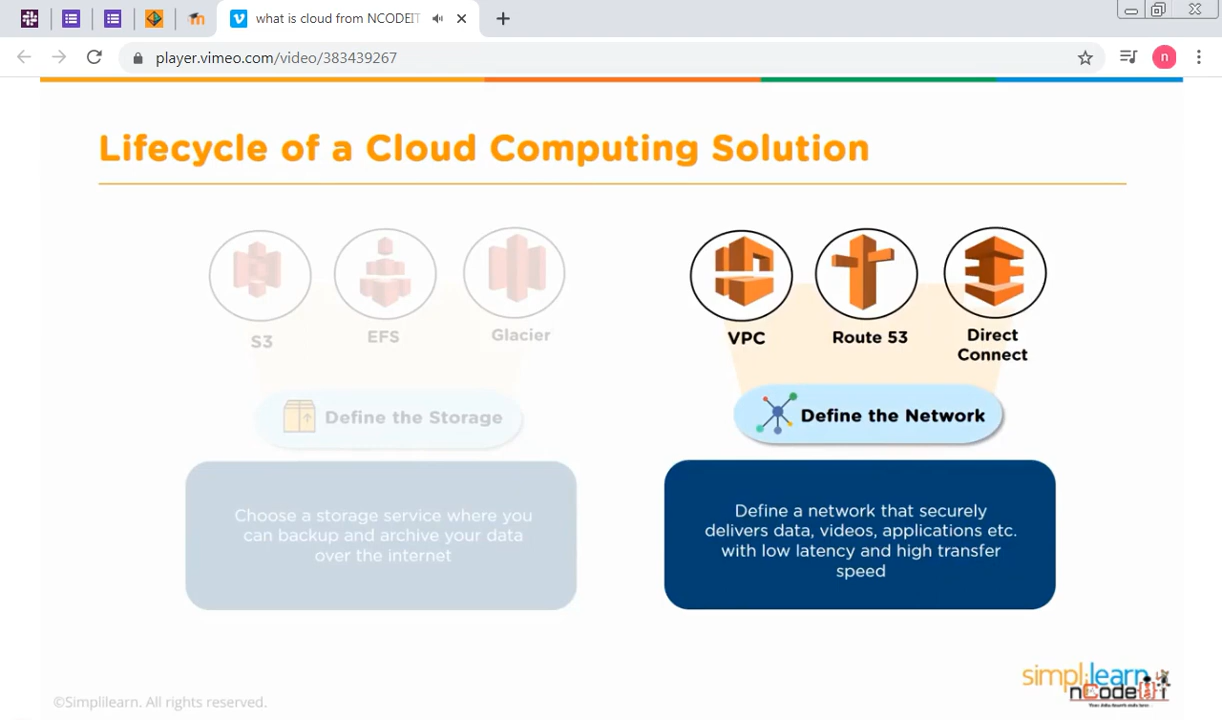 what is cloud from NCODEIT
player.vimeo.com/video/383439267
n
Lifecycle of a Cloud Computing Solution
S3
EFS
Glacier
VPC
Route 53
Direct
Connect
Define the Storage
Define the Network
Choose a storage service where you
can backup and archive your data
over the internet
Define a network that securely
delivers data, videos, applications etc.
with low latency and high transfer
speed
©Simplilearn. All rights reserved.
simplilearn